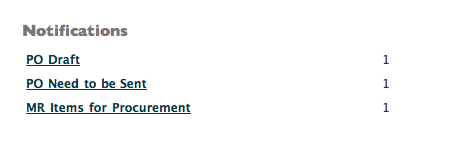 Notifications
PO Draft 1
PO Need to be Sent 1
MR Items for Procurement 1